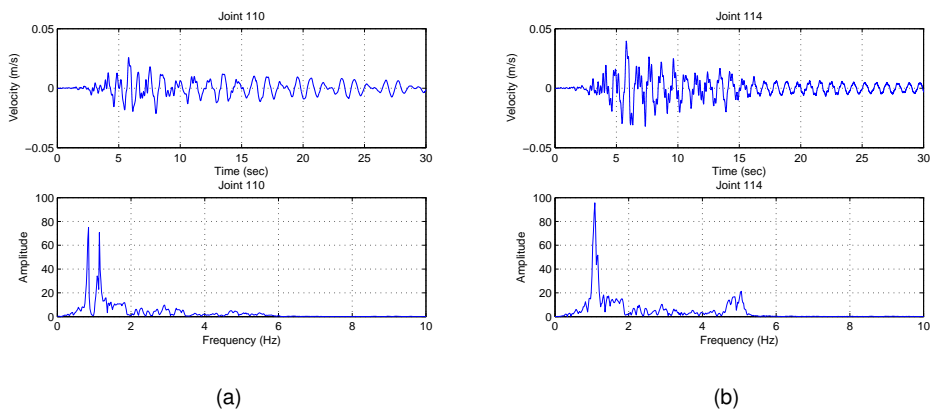 Joint 110
0.05
0
−0.05
Velocity (m/s)
0 5 10 15 20 25 30
Time (sec)
Joint 110
100
80
60
40
20
0
Amplitude
0 2 4 6 8 10
Frequency (Hz)
(a)
Joint 114
0.05
0
−0.05
Velocity (m/s)
0 5 10 15 20 25 30
Time (sec)
Joint 114
100
80
60
40
20
0
Amplitude
0 2 4 6 8 10
Frequency (Hz)
(b)